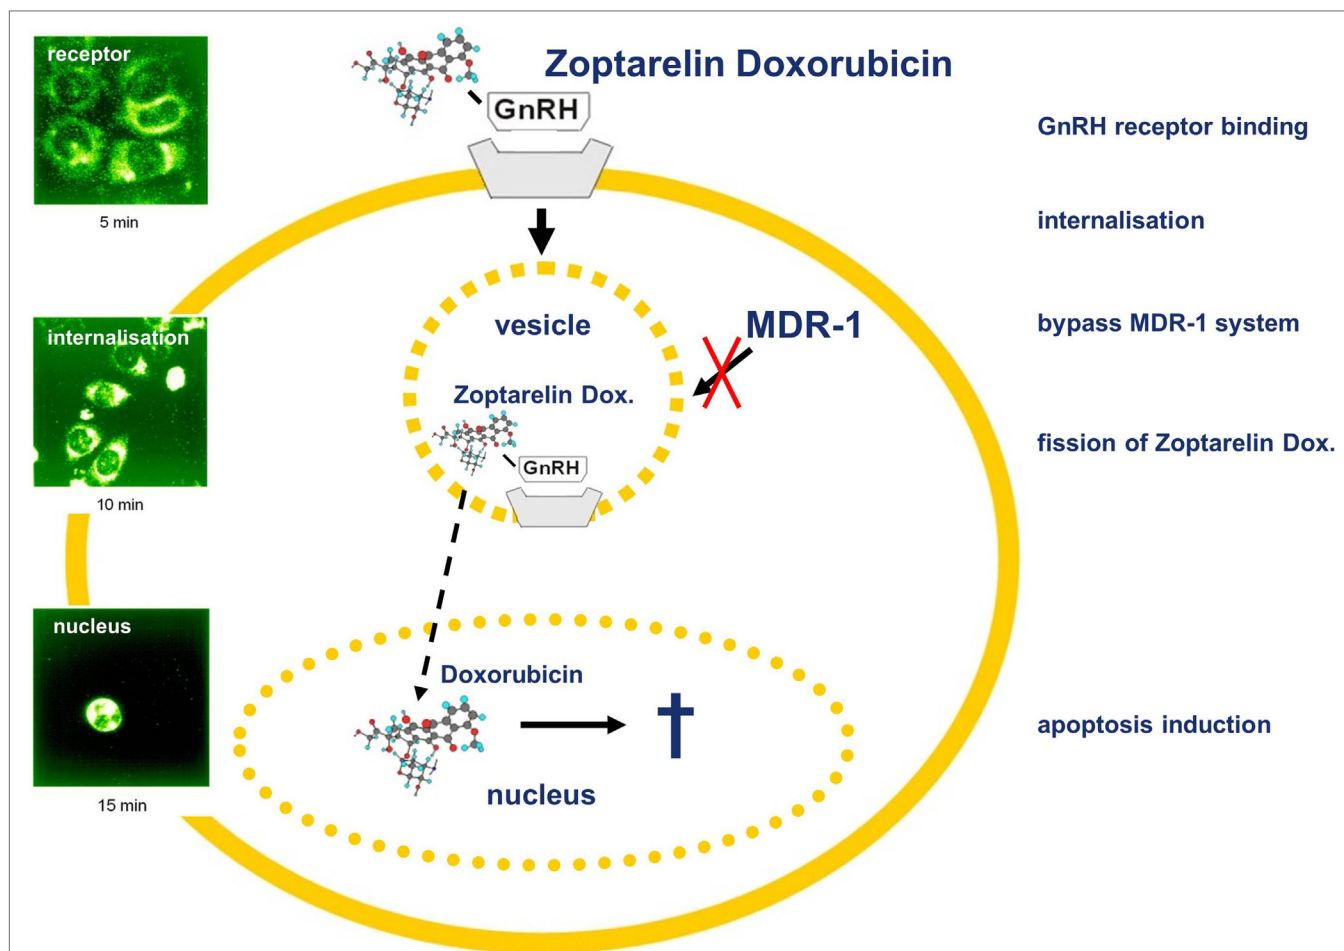 receptor
5 min
Zoptarelin Doxorubicin
GnRH
GnRH receptor binding
internalisation
internalisation
10 min
vesicle
MDR-1
bypass MDR-1 system
Zoptarelin Dox.
GnRH
fission of Zoptarelin Dox.
nucleus
15 min
Doxorubicin
nucleus
apoptosis induction